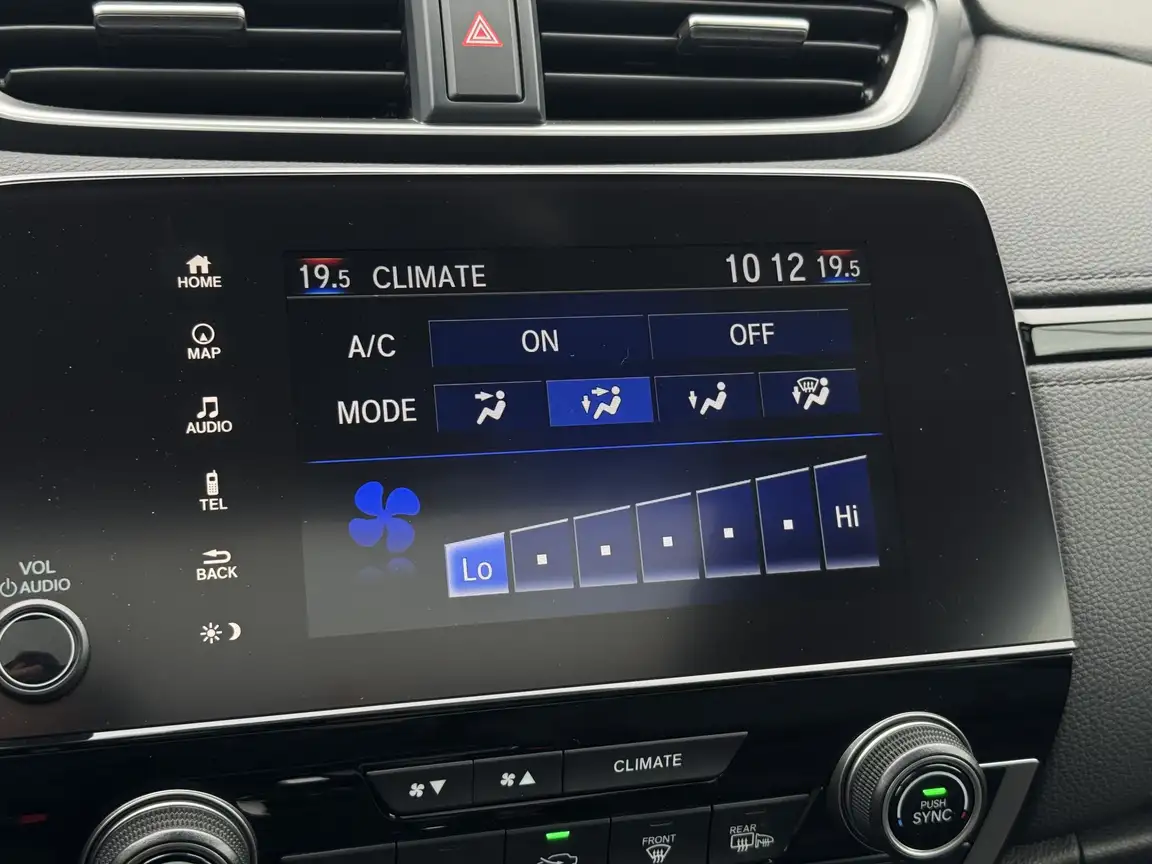 HOME
MAP
AUDIO
TEL
BACK
VOL
AUDIO
19.5 CLIMATE 10 12 19.5
A/C ON OFF
MODE
Lo Hi
CLIMATE
PUSH
SYNC
FRONT
REAR